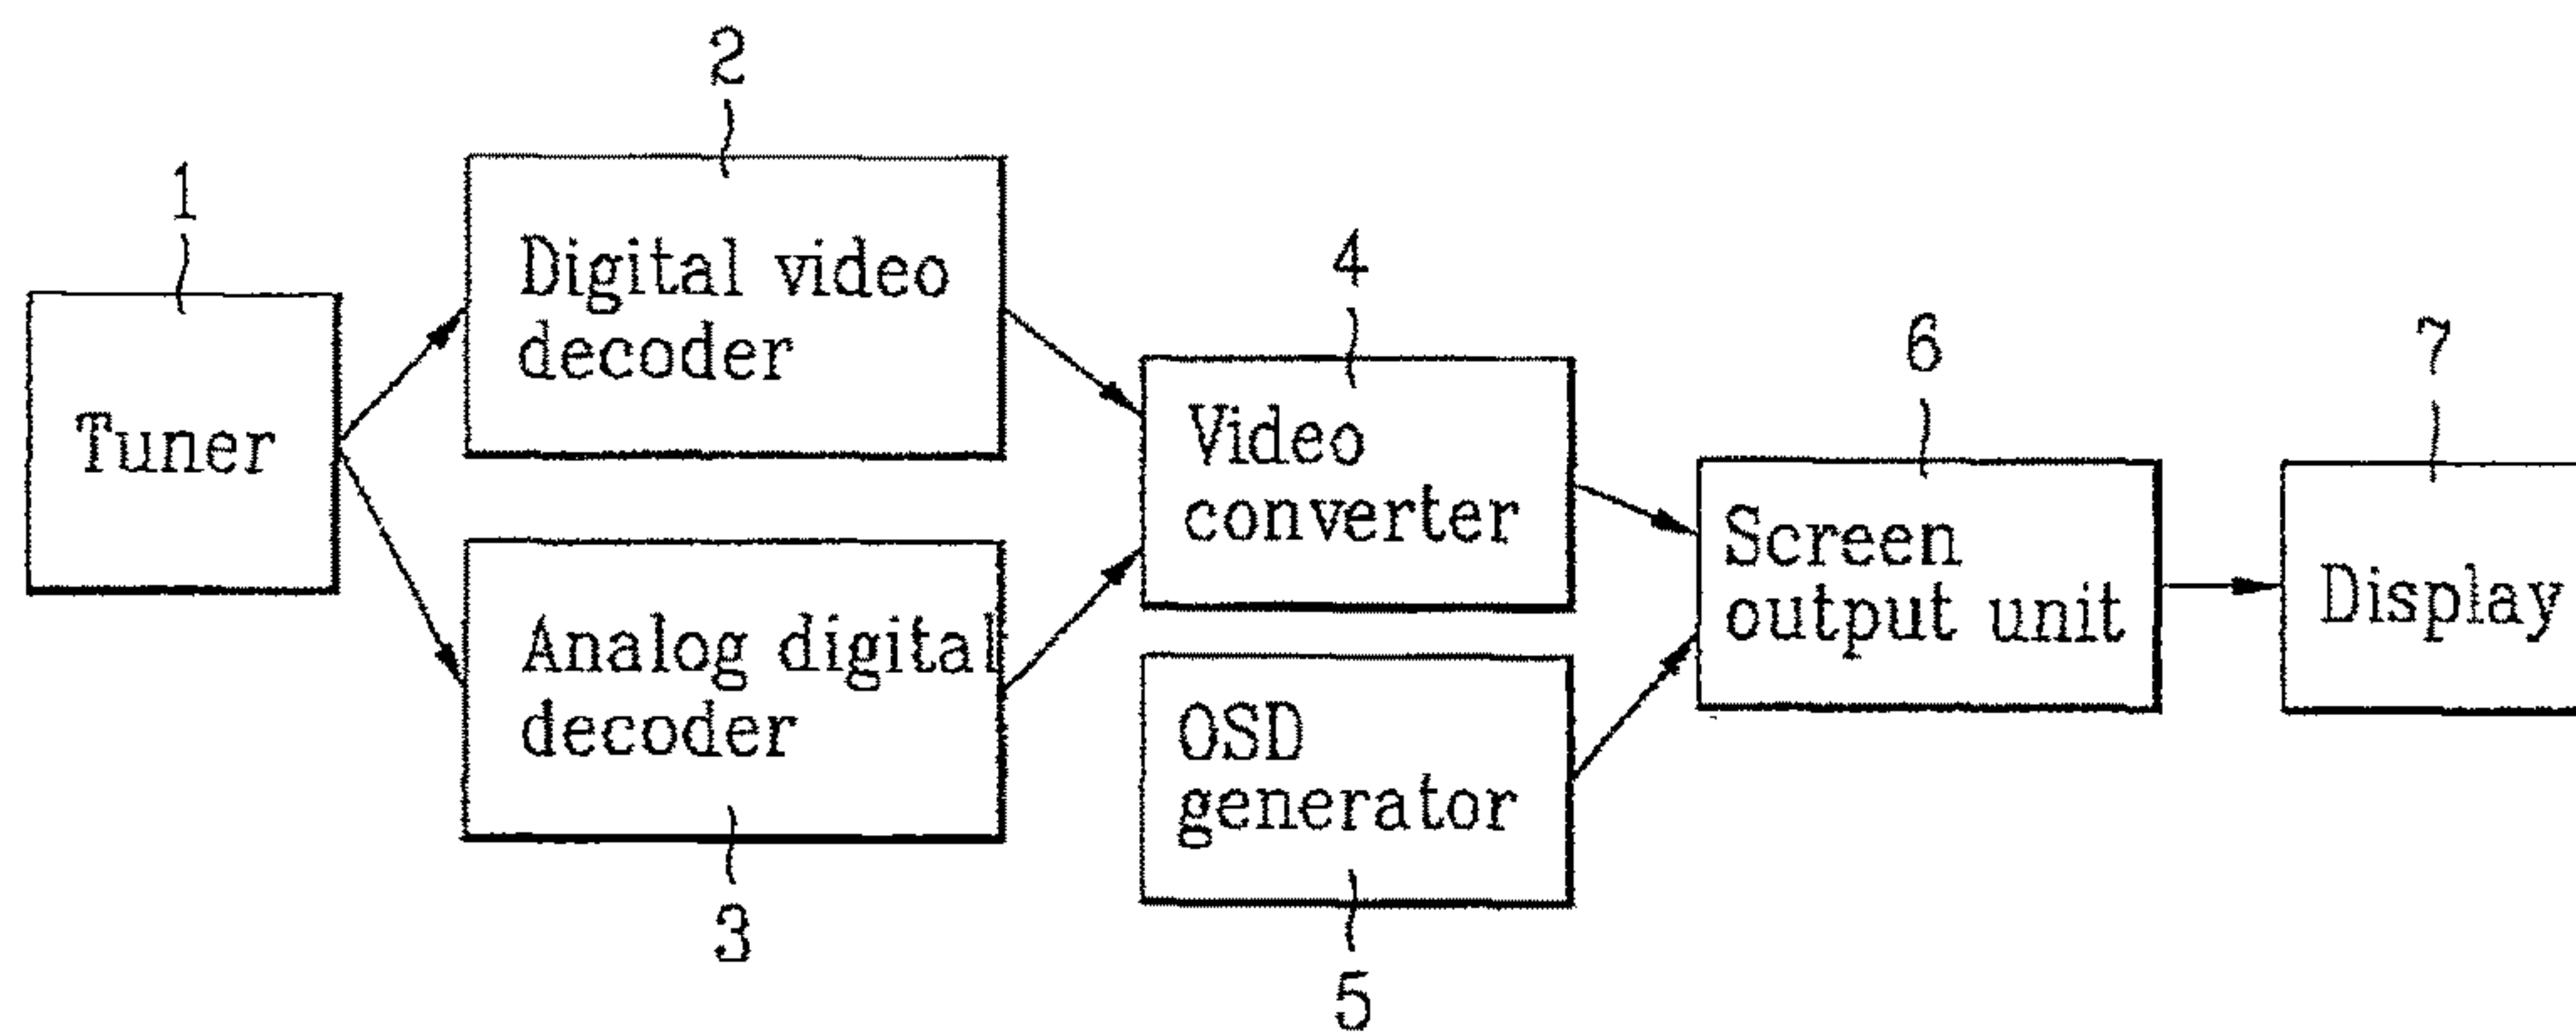 1
Tuner
2
Digital video
decoder
Analog digital
decoder
3
4
Video
converter
OSD
generator
5
6
Screen
output unit
7
Display